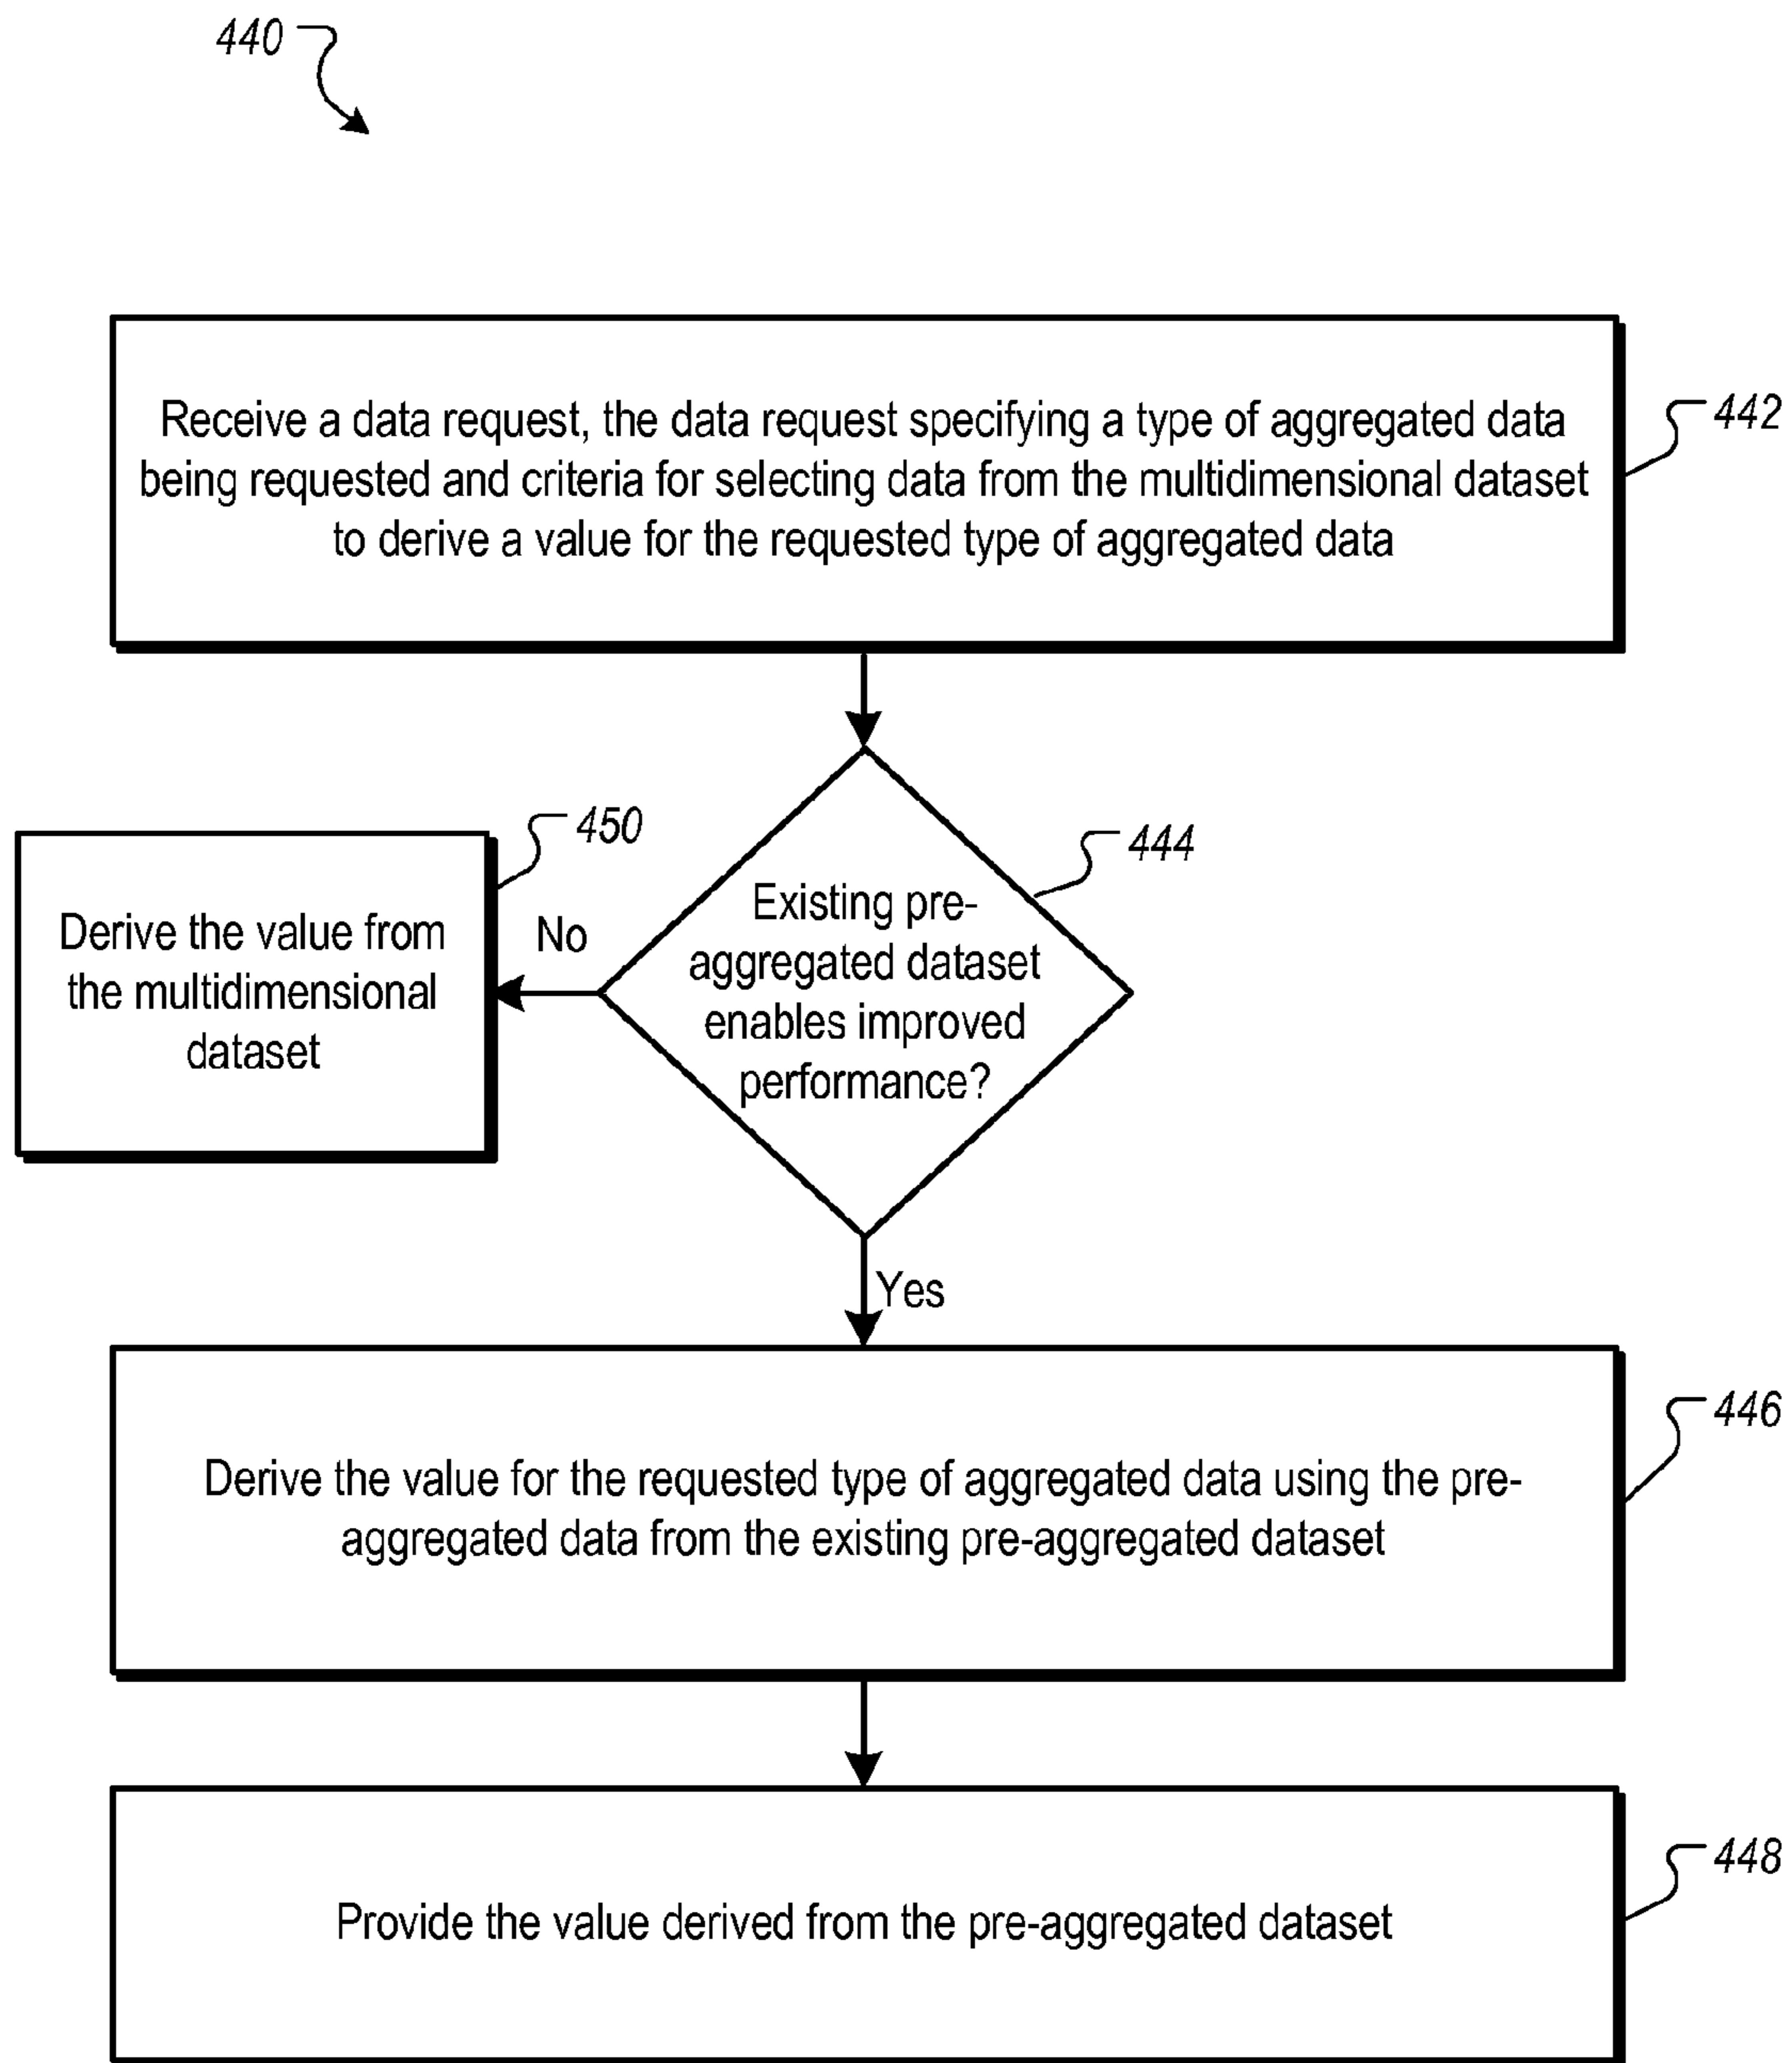 440
Receive a data request, the data request specifying a type of aggregated data
being requested and criteria for selecting data from the multidimensional dataset
to derive a value for the requested type of aggregated data
442
450
Derive the value from
the multidimensional
dataset
No
444
Existing pre-
aggregated dataset
enables improved
performance?
Yes
446
Derive the value for the requested type of aggregated data using the pre-
aggregated data from the existing pre-aggregated dataset
448
Provide the value derived from the pre-aggregated dataset